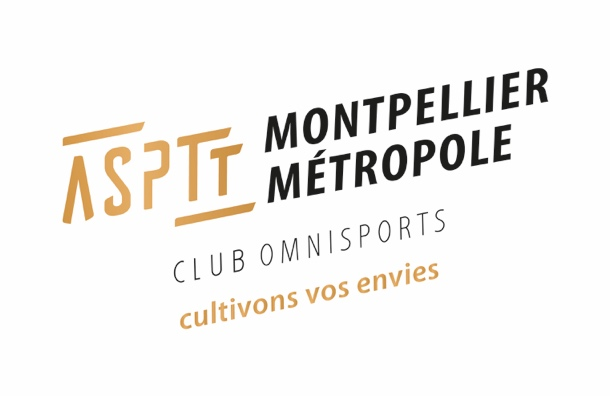 ASPTT
MONTPELLIER
MÉTROPOLE
CLUB OMNISPORTS
cultivons vos envies